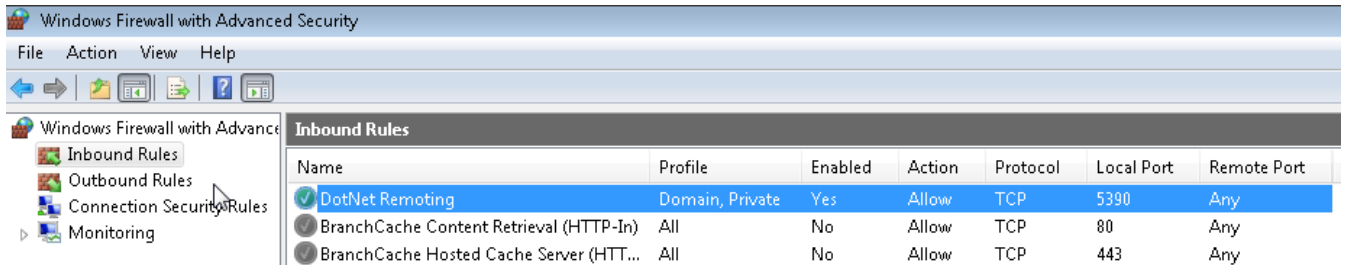 Windows Firewall with Advanced Security
File Action View Help
Windows Firewall with Advance
Inbound Rules
Outbound Rules
Connection Security Rules
Monitoring
Inbound Rules
Name Profile Enabled Action Protocol Local Port Remote Port
DotNet Remoting Domain, Private Yes Allow TCP 5390 Any
BranchCache Content Retrieval (HTTP-In) All No Allow TCP 80 Any
BranchCache Hosted Cache Server (HTT... All No Allow TCP 443 Any